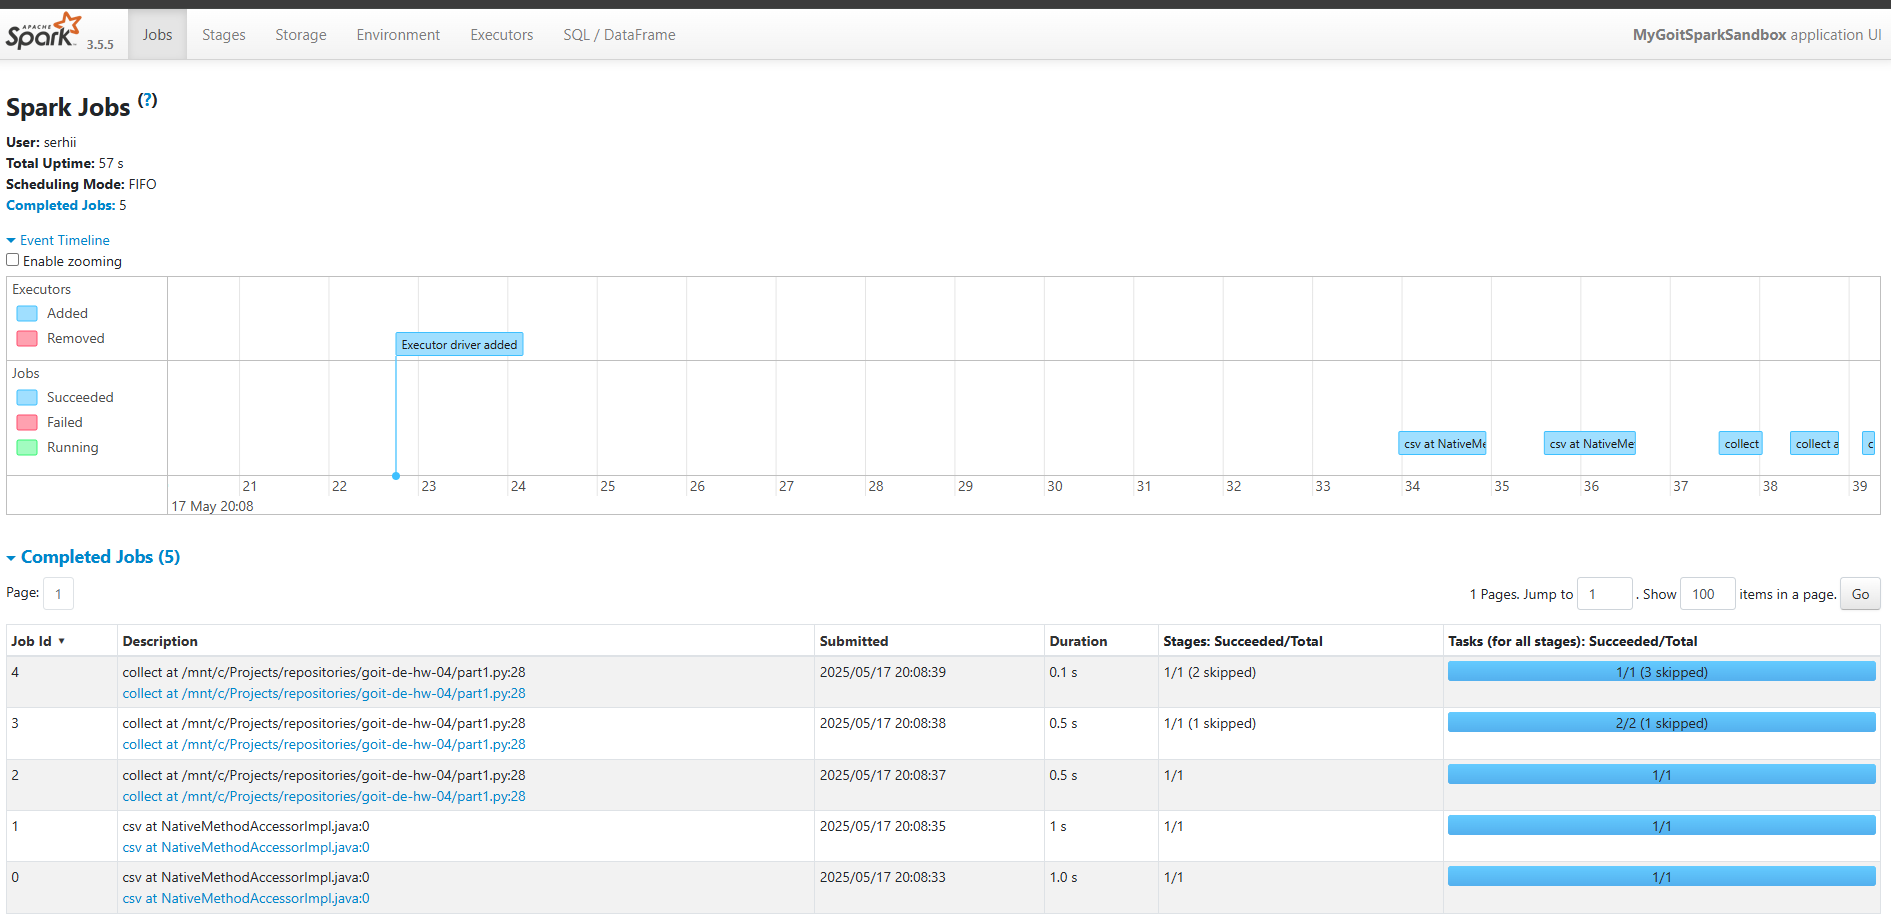 APACHE
Spark 3.5.5 Jobs Stages Storage Environment Executors SQL / DataFrame MyGoitSparkSandbox application UI
Spark Jobs (?)
User: serhii
Total Uptime: 57 s
Scheduling Mode: FIFO
Completed Jobs: 5
Event Timeline
Enable zooming
Executors
Added
Removed
Executor driver added
Jobs
Succeeded
Failed
Running
csv at NativeMe csv at NativeMe collect collect a c
21 22 23 24 25 26 27 28 29 30 31 32 33 34 35 36 37 38 39
17 May 20:08
Completed Jobs (5)
Page: 1 1 Pages. Jump to 1 . Show 100 items in a page. Go
Job Id ▾ Description Submitted Duration Stages: Succeeded/Total Tasks (for all stages): Succeeded/Total
4 collect at /mnt/c/Projects/repositories/goit-de-hw-04/part1.py:28 2025/05/17 20:08:39 0.1 s 1/1 (2 skipped) 1/1 (3 skipped)
collect at /mnt/c/Projects/repositories/goit-de-hw-04/part1.py:28
3 collect at /mnt/c/Projects/repositories/goit-de-hw-04/part1.py:28 2025/05/17 20:08:38 0.5 s 1/1 (1 skipped) 2/2 (1 skipped)
collect at /mnt/c/Projects/repositories/goit-de-hw-04/part1.py:28
2 collect at /mnt/c/Projects/repositories/goit-de-hw-04/part1.py:28 2025/05/17 20:08:37 0.5 s 1/1 1/1
collect at /mnt/c/Projects/repositories/goit-de-hw-04/part1.py:28
1 csv at NativeMethodAccessorImpl.java:0 2025/05/17 20:08:35 1 s 1/1 1/1
csv at NativeMethodAccessorImpl.java:0
0 csv at NativeMethodAccessorImpl.java:0 2025/05/17 20:08:33 1.0 s 1/1 1/1
csv at NativeMethodAccessorImpl.java:0